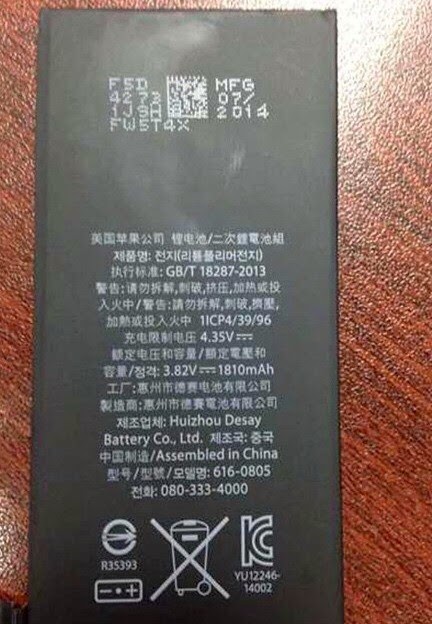 F5D MFG
4273 07/
1JSH 2014
FW5T4X
美国苹果公司 锂电池/二次鋰電池組
제품명: 전지(리튬폴리머전지)
执行标准: GB/T 18287-2013
警告:请勿拆解,刺破,挤压,加热或投
入火中/警告:請勿拆解,刺破,擠壓,
加熱或投入火中 1ICP4/39/96
充电限制电压 4.35V⎓
额定电压和容量/額定電壓和
容量/정격: 3.82V⎓1810mAh
工厂:惠州市德赛电池有限公司
製造商:惠州市德賽電池有限公司
제조업체: Huizhou Desay
Battery Co., Ltd. 제조국: 중국
中国制造/Assembled in China
型号/型號/모델명: 616-0805
전화: 080-333-4000
R35393
YU12246-
14002